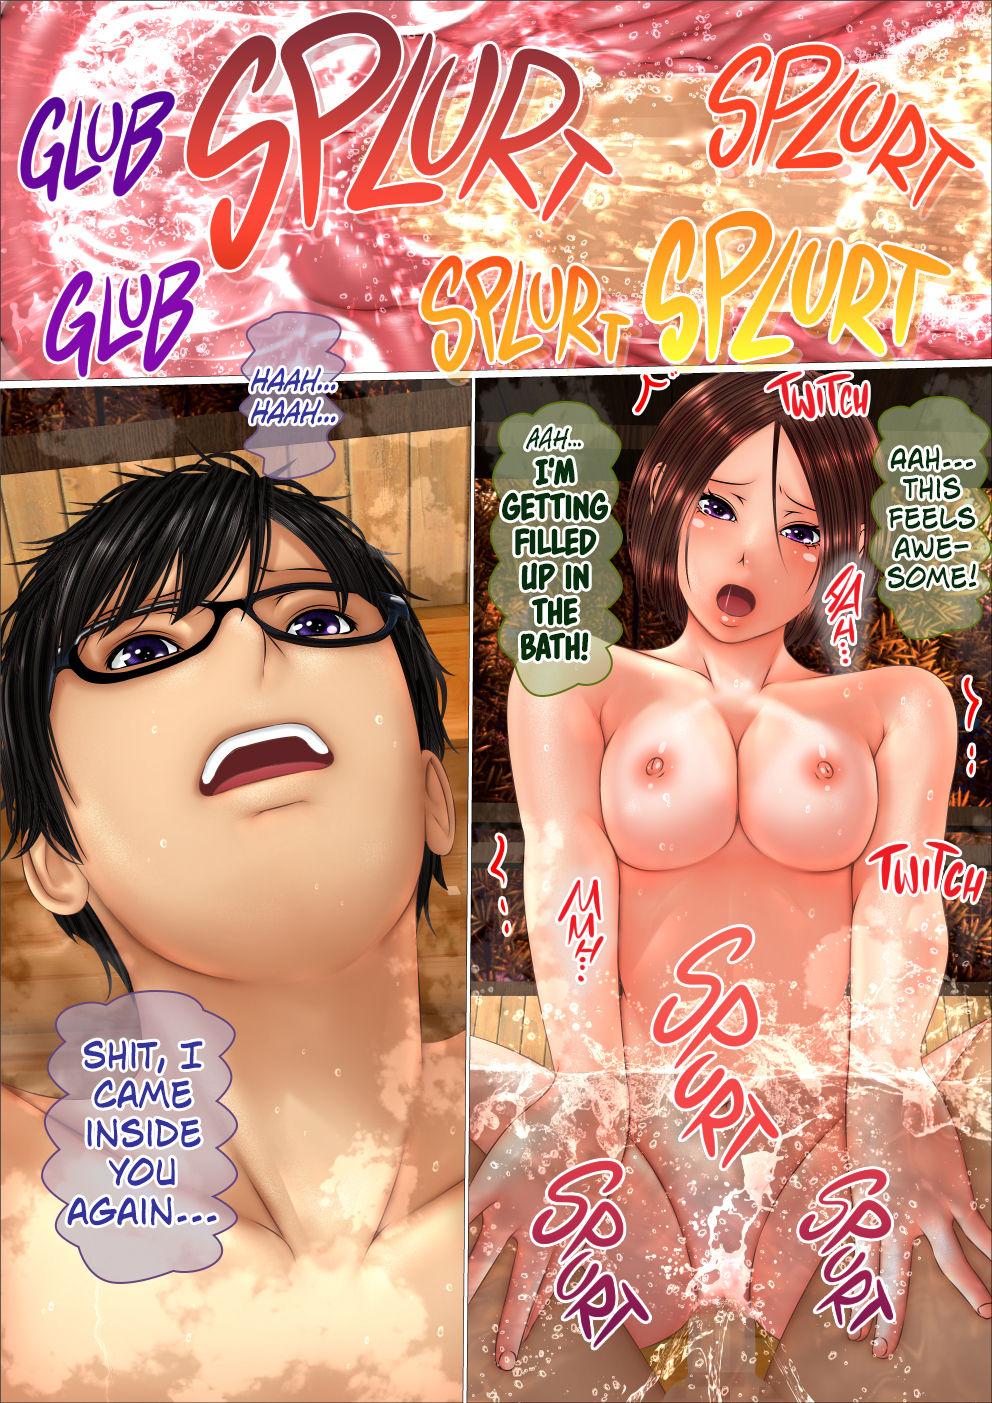 GLUB
SPLURT
SPLURT
GLUB
SPLURT
SPLURT
HAAH...
HAAH...
SHIT, I
CAME
INSIDE
YOU
AGAIN...
TWITCH
AAH...
I'M
GETTING
FILLED
UP IN
THE
BATH!
AAH...
THIS
FEELS
AWE-
SOME!
HAAH...
TWITCH
MMH...
SPURT
SPURT
SPURT